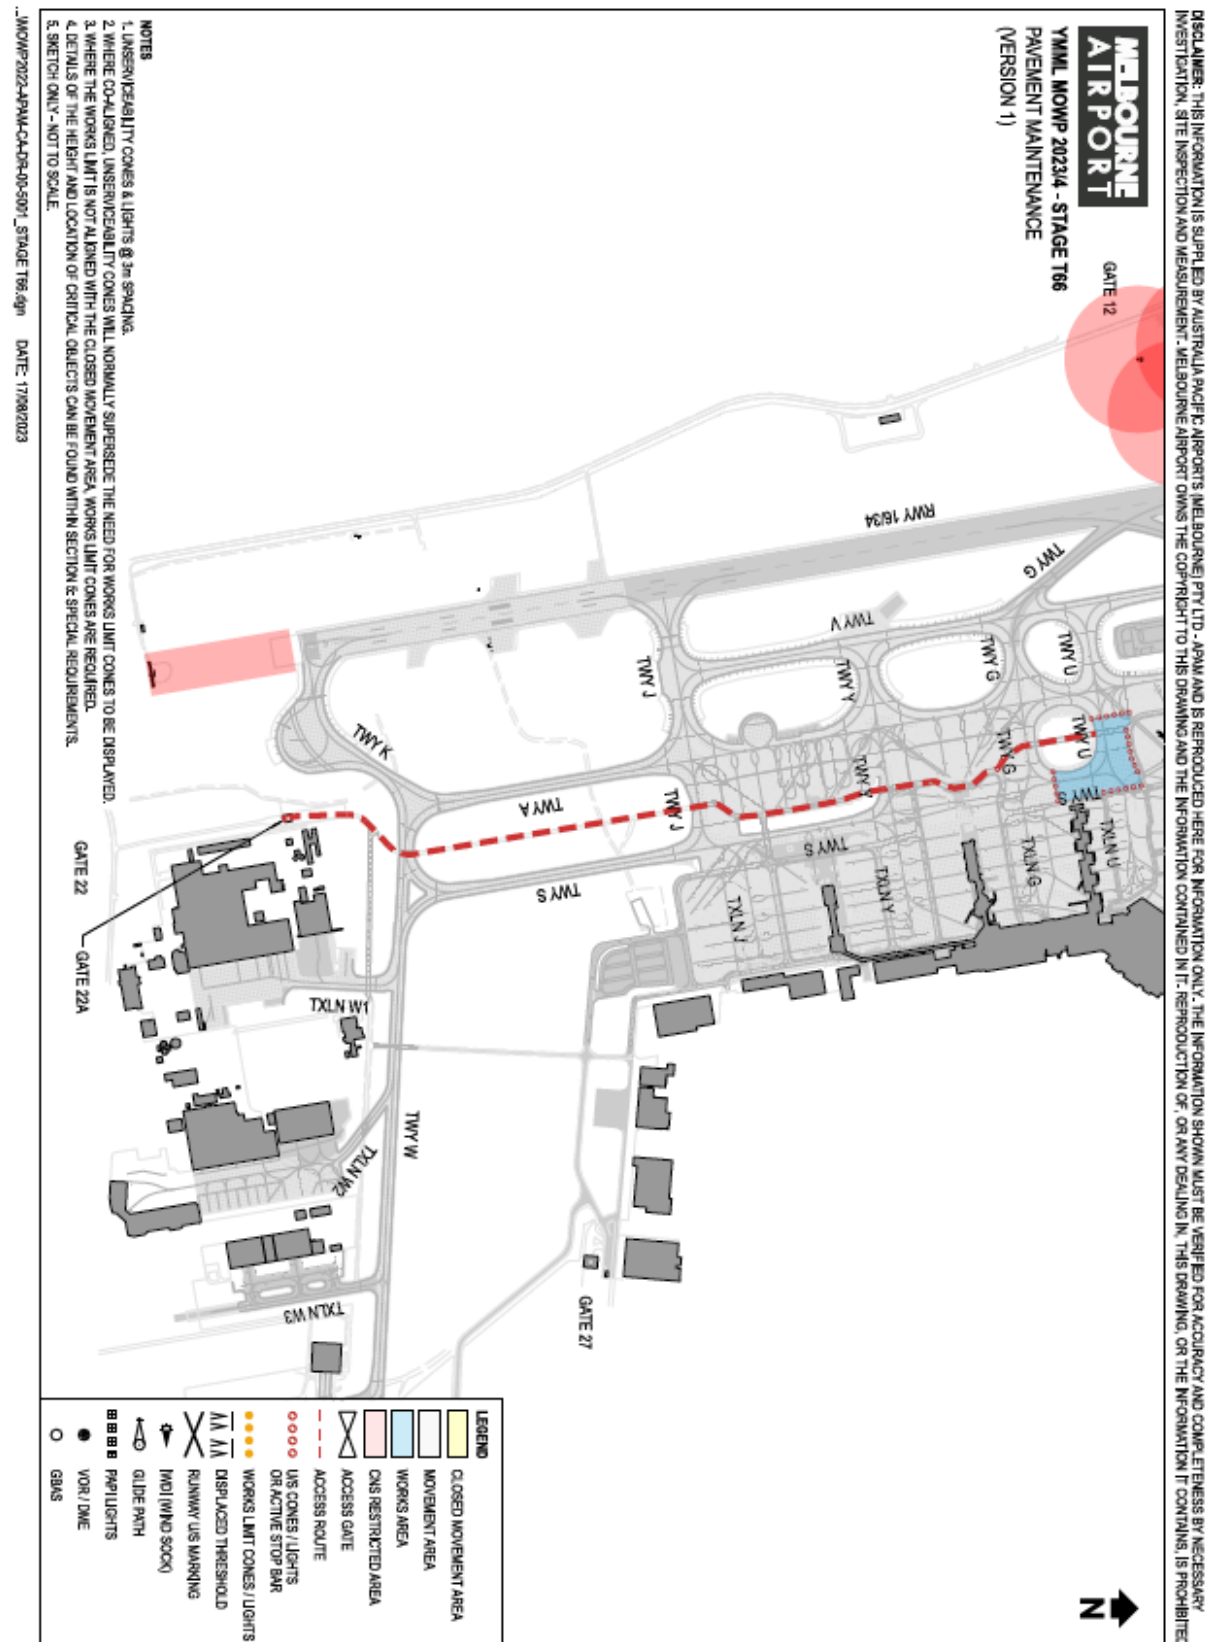 DISCLAIMER: THIS INFORMATION IS SUPPLIED BY AUSTRALIA PACIFIC AIRPORTS (MELBOURNE) PTY LTD - APAM AND IS REPRODUCED HERE FOR INFORMATION ONLY. THE INFORMATION SHOWN MUST BE VERIFIED FOR ACCURACY AND COMPLETENESS BY NECESSARY
INVESTIGATION, SITE INSPECTION AND MEASUREMENT. MELBOURNE AIRPORT OWNS THE COPYRIGHT TO THIS DRAWING AND THE INFORMATION CONTAINED IN IT. REPRODUCTION OF, OR ANY DEALING IN, THIS DRAWING, OR THE INFORMATION IT CONTAINS, IS PROHIBITED
MELBOURNE
AIRPORT
YMML MOWP 2023/4 - STAGE T66
PAVEMENT MAINTENANCE
(VERSION 1)
GATE 12
N
RWY 16/34
TWY G
TWY V
TWY U
TWY G
TWY Y
TWY J
TWY U
TWY G
TWY S
TWY Y
TWY J
TWY K
TWY A
TWY S
TWY S
TXLN U
TXLN G
TXLN Y
TXLN J
GATE 22
GATE 22A
TXLN W1
TWY W
TXLN W2
TXLN W3
GATE 27
NOTES
1. UNSERVICEABILITY CONES & LIGHTS @ 3m SPACING.
2. WHERE CO-ALIGNED, UNSERVICEABILITY CONES WILL NORMALLY SUPERSEDE THE NEED FOR WORKS LIMIT CONES TO BE DISPLAYED.
3. WHERE THE WORKS LIMIT IS NOT ALIGNED WITH THE CLOSED MOVEMENT AREA, WORKS LIMIT CONES ARE REQUIRED.
4. DETAILS OF THE HEIGHT AND LOCATION OF CRITICAL OBJECTS CAN BE FOUND WITHIN SECTION 5: SPECIAL REQUIREMENTS.
5. SKETCH ONLY - NOT TO SCALE.
LEGEND
CLOSED MOVEMENT AREA
MOVEMENT AREA
WORKS AREA
CNS RESTRICTED AREA
ACCESS GATE
ACCESS ROUTE
U/S CONES / LIGHTS
OR ACTIVE STOP BAR
WORKS LIMIT CONES / LIGHTS
DISPLACED THRESHOLD
RUNWAY U/S MARKING
IWDI (WIND SOCK)
GLIDE PATH
PAPI LIGHTS
VOR / DME
GBAS
...\MOWP2022-APAM-CA-DR-00-5001_STAGE T66.dgn DATE: 17/08/2023